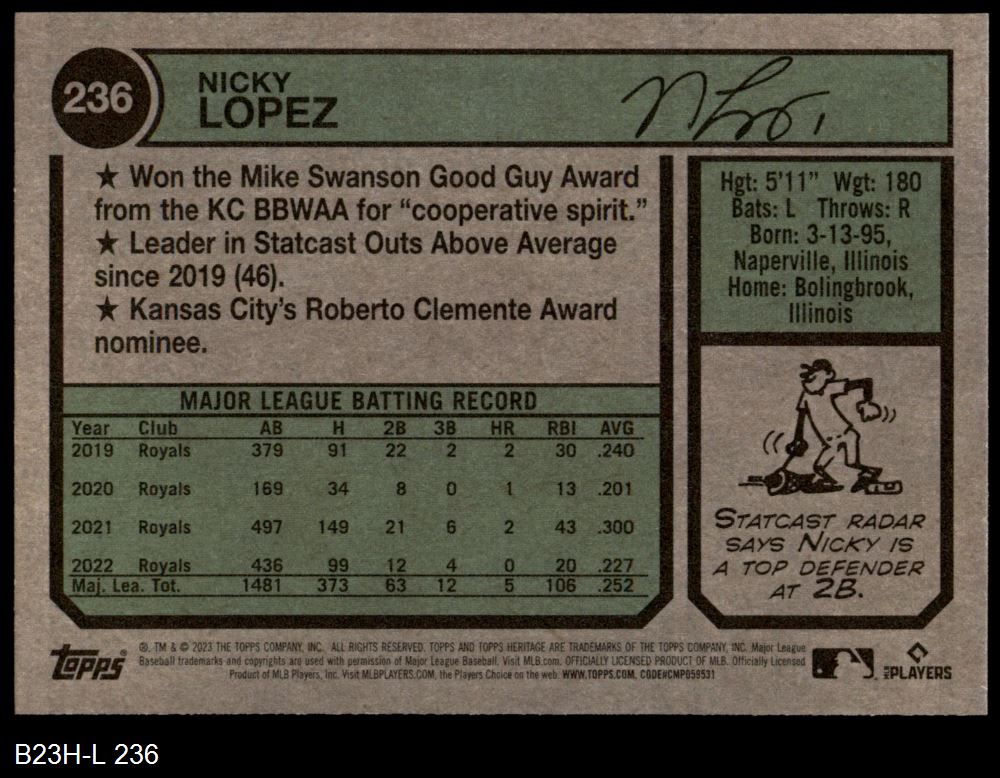 236
NICKY
LOPEZ
★ Won the Mike Swanson Good Guy Award
from the KC BBWAA for “cooperative spirit.”
★ Leader in Statcast Outs Above Average
since 2019 (46).
★ Kansas City’s Roberto Clemente Award
nominee.
Hgt: 5’11” Wgt: 180
Bats: L Throws: R
Born: 3-13-95,
Naperville, Illinois
Home: Bolingbrook,
Illinois
MAJOR LEAGUE BATTING RECORD
Year Club AB H 2B 3B HR RBI AVG
2019 Royals 379 91 22 2 2 30 .240
2020 Royals 169 34 8 0 1 13 .201
2021 Royals 497 149 21 6 2 43 .300
2022 Royals 436 99 12 4 0 20 .227
Maj. Lea. Tot. 1481 373 63 12 5 106 .252
STATCAST RADAR
SAYS NICKY IS
A TOP DEFENDER
AT 2B.
topps®
®, TM & © 2023 THE TOPPS COMPANY, INC. ALL RIGHTS RESERVED. TOPPS AND TOPPS HERITAGE ARE TRADEMARKS OF THE TOPPS COMPANY, INC. Major League
Baseball trademarks and copyrights are used with permission of Major League Baseball. Visit MLB.com. OFFICIALLY LICENSED PRODUCT OF MLB. Officially Licensed
Product of MLB Players, Inc. Visit MLBPLAYERS.COM, the Players Choice on the web. WWW.TOPPS.COM. CODE#CMP059531
MLB PLAYERS
B23H-L 236